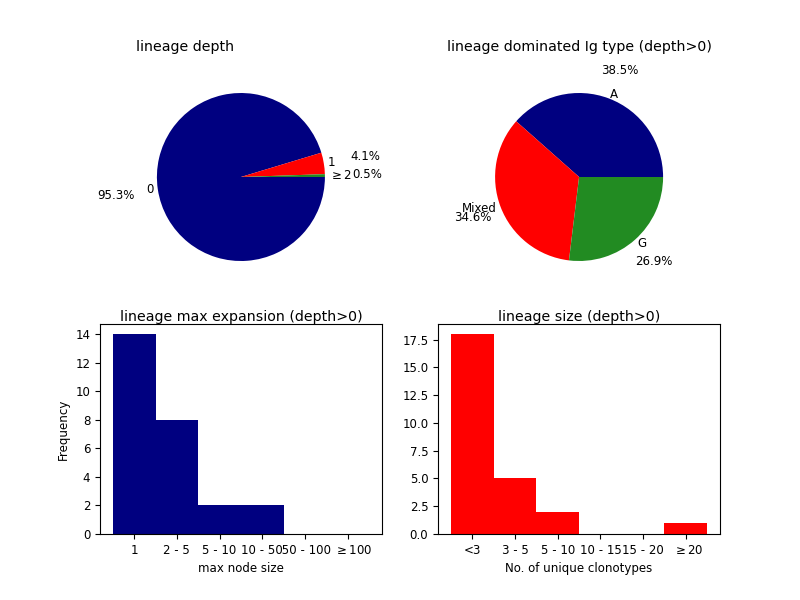 lineage depth
95.3%
0
1
4.1%
≥2
0.5%
lineage dominated Ig type (depth>0)
38.5%
A
Mixed
34.6%
G
26.9%
lineage max expansion (depth>0)
14
12
10
8
6
4
2
0
Frequency
1
2 - 5
5 - 10
10 - 50
50 - 100
≥100
max node size
lineage size (depth>0)
17.5
15.0
12.5
10.0
7.5
5.0
2.5
0.0
<3
3 - 5
5 - 10
10 - 15
15 - 20
≥20
No. of unique clonotypes